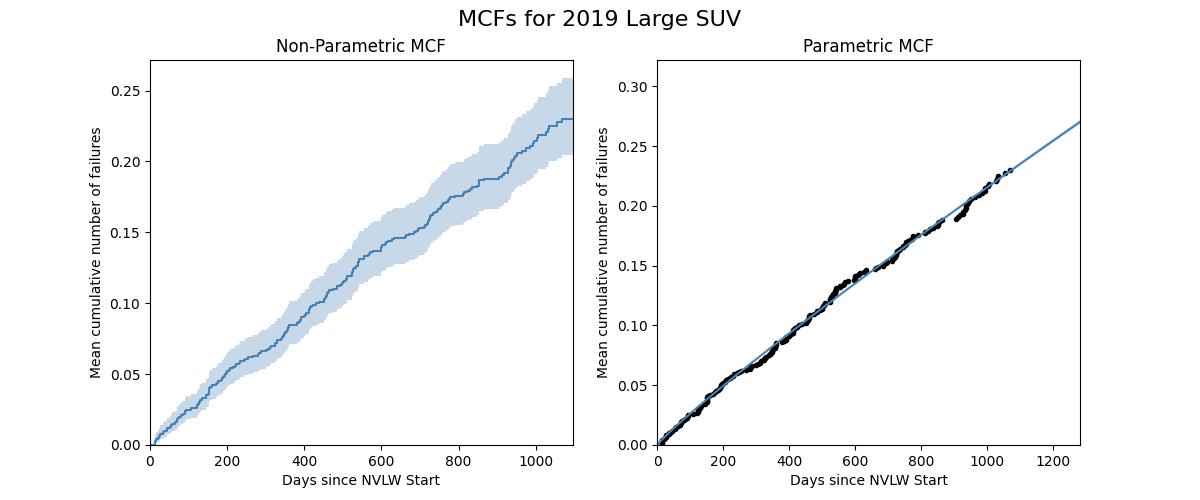 MCFs for 2019 Large SUV
Non-Parametric MCF
Mean cumulative number of failures
0.25
0.20
0.15
0.10
0.05
0.00
0 200 400 600 800 1000
Days since NVLW Start
Parametric MCF
Mean cumulative number of failures
0.30
0.25
0.20
0.15
0.10
0.05
0.00
0 200 400 600 800 1000 1200
Days since NVLW Start